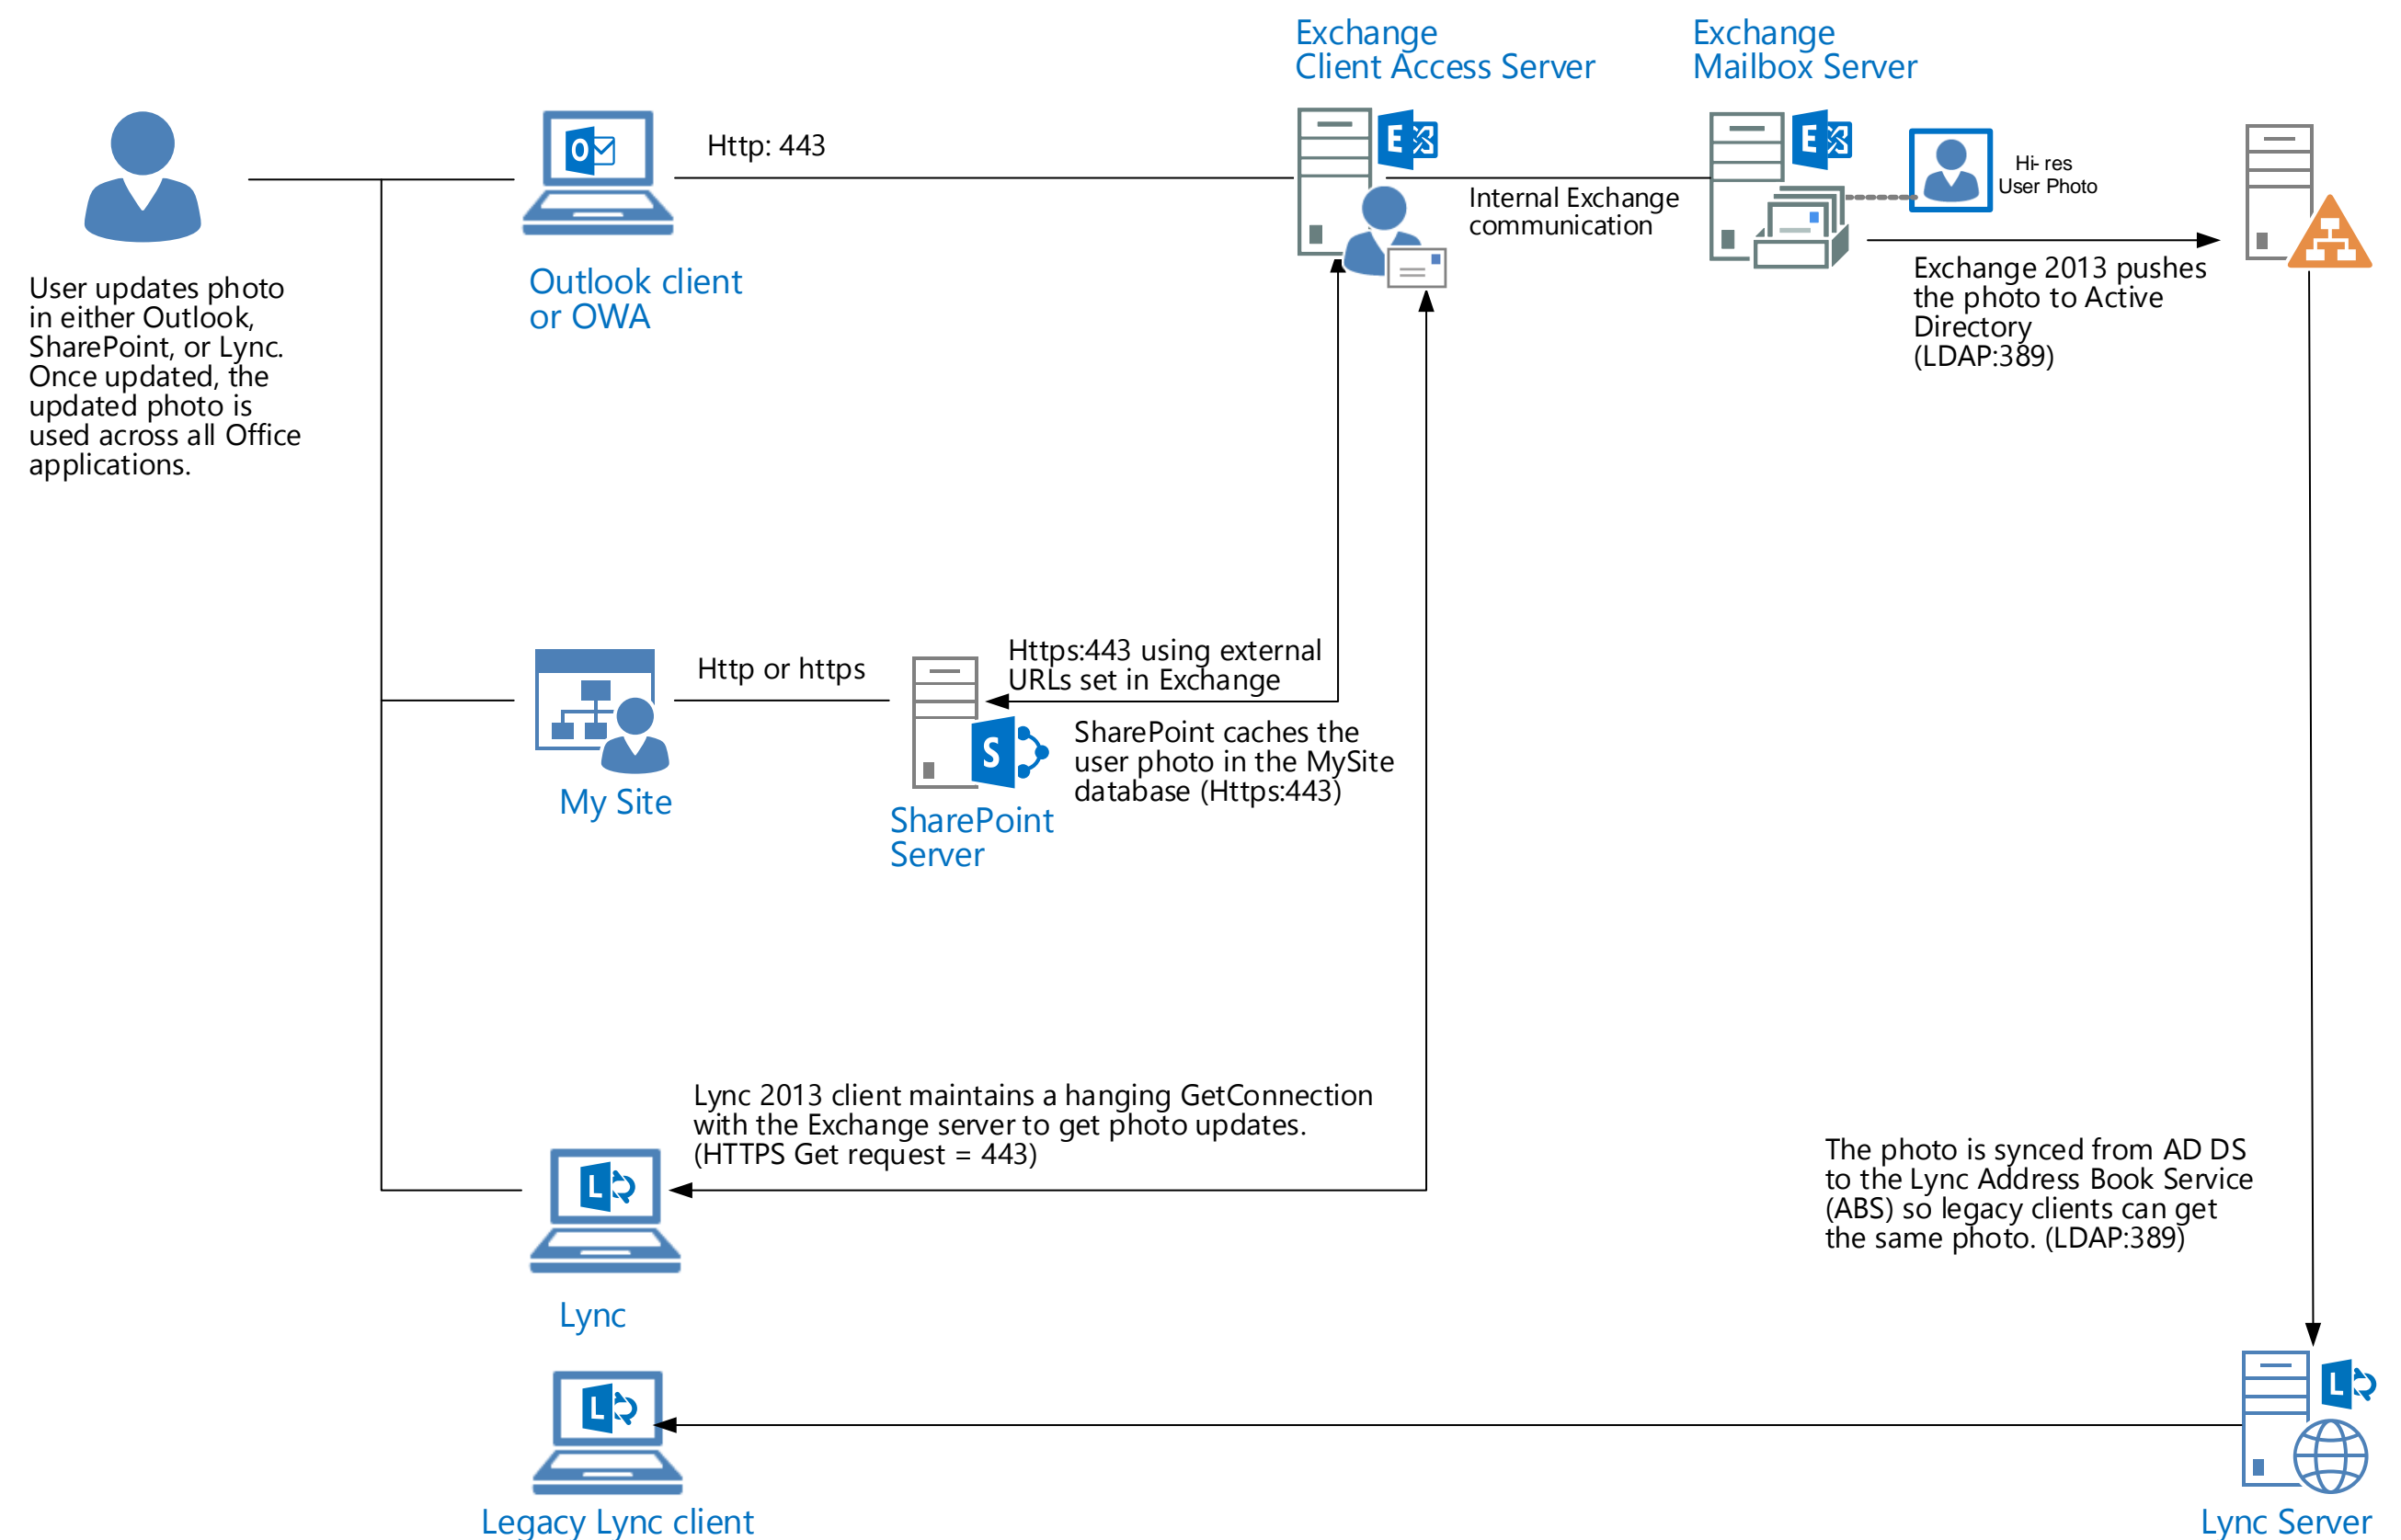 Exchange
Client Access Server
Exchange
Mailbox Server
Http: 443
Hi- res
User Photo
Internal Exchange
communication
Outlook client
or OWA
User updates photo
in either Outlook,
SharePoint, or Lync.
Once updated, the
updated photo is
used across all Office
applications.
Exchange 2013 pushes
the photo to Active
Directory
(LDAP:389)
Http or https
Https:443 using external
URLs set in Exchange
SharePoint caches the
user photo in the MySite
database (Https:443)
My Site
SharePoint
Server
Lync 2013 client maintains a hanging GetConnection
with the Exchange server to get photo updates.
(HTTPS Get request = 443)
The photo is synced from AD DS
to the Lync Address Book Service
(ABS) so legacy clients can get
the same photo. (LDAP:389)
Lync
Legacy Lync client
Lync Server
O
E
E
S
L
L
L